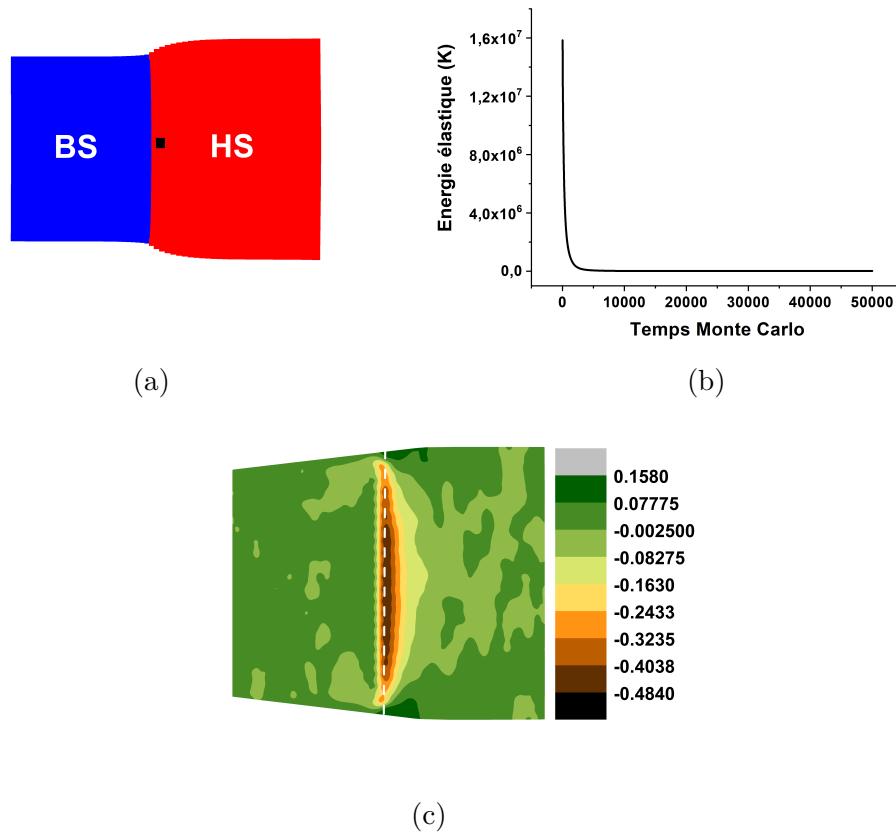 BS
HS
(a)
Energie élastique (K)
1,6x10⁷
1,2x10⁷
8,0x10⁶
4,0x10⁶
0,0
0
10000
20000
30000
40000
50000
Temps Monte Carlo
(b)
0.1580
0.07775
-0.002500
-0.08275
-0.1630
-0.2433
-0.3235
-0.4038
-0.4840
(c)